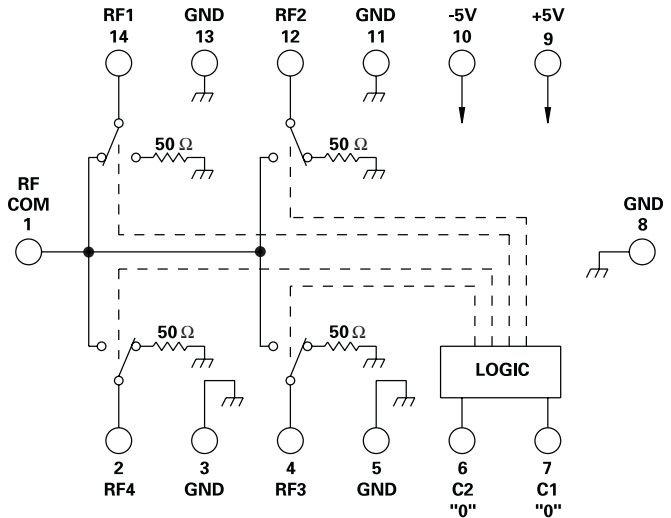 RF1 GND RF2 GND -5V +5V
14 13 12 11 10 9
50 Ω 50 Ω
RF
COM
1
GND
8
50 Ω 50 Ω
LOGIC
2 3 4 5 6 7
RF4 GND RF3 GND C2 C1
"0" "0"